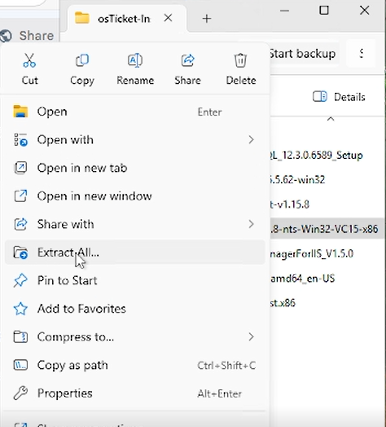 Share
osTicket-In
Start backup
Cut
Copy
Rename
Share
Delete
Details
Open
Enter
Open with
Open in new tab
Open in new window
Share with
Extract All...
Pin to Start
Add to Favorites
Compress to...
Copy as path
Ctrl+Shift+C
Properties
Alt+Enter
QL_12.3.0.6589_Setup
5.5.62-win32
t-v1.15.8
.8-nts-Win32-VC15-x86
nagerForIIS_V1.5.0
amd64_en-US
st.x86